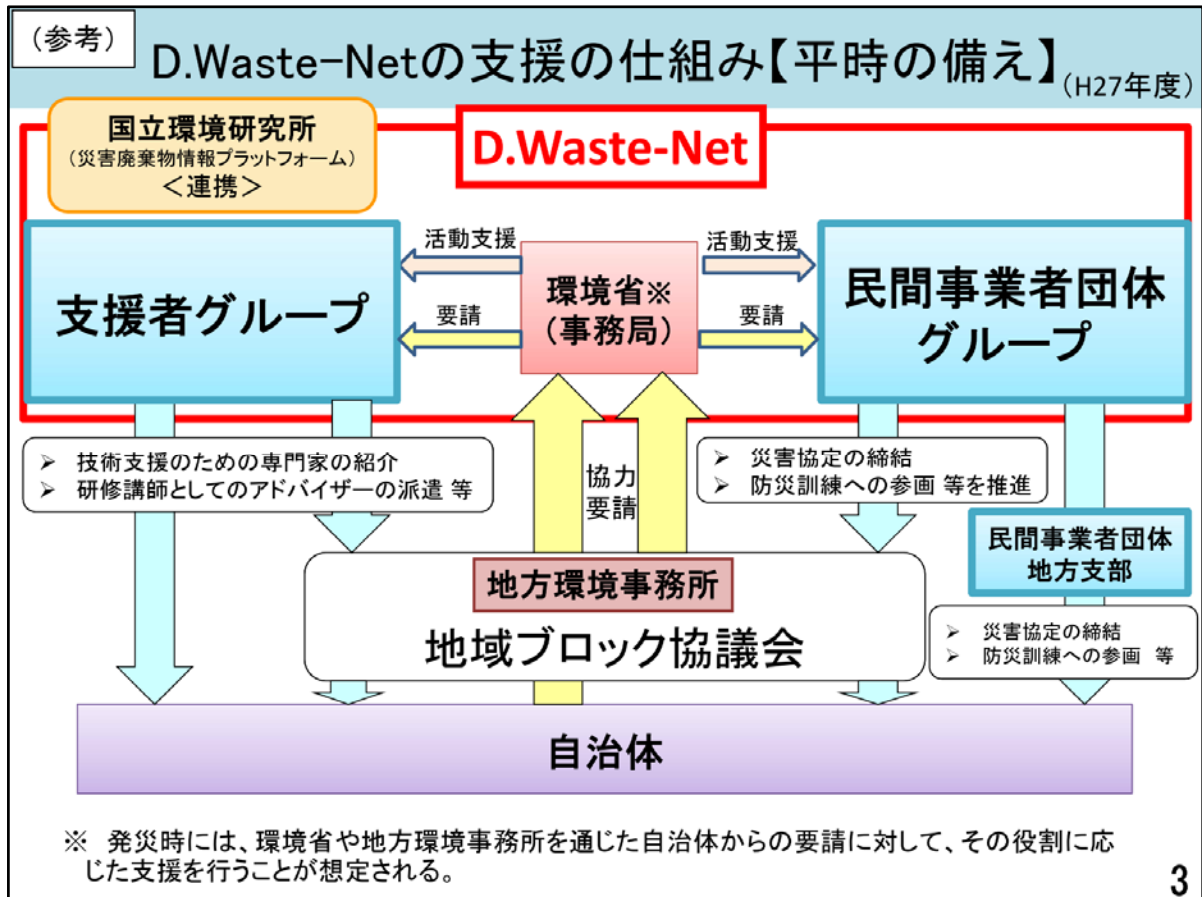 (参考)
D.Waste-Netの支援の仕組み【平時の備え】(H27年度)
国立環境研究所
(災害廃棄物情報プラットフォーム)
<連携>
D.Waste-Net
支援者グループ
活動支援
要請
環境省※
(事務局)
活動支援
要請
民間事業者団体
グループ
➢ 技術支援のための専門家の紹介
➢ 研修講師としてのアドバイザーの派遣 等
協力
要請
➢ 災害協定の締結
➢ 防災訓練への参画 等を推進
民間事業者団体
地方支部
地方環境事務所
地域ブロック協議会
➢ 災害協定の締結
➢ 防災訓練への参画 等
自治体
※ 発災時には、環境省や地方環境事務所を通じた自治体からの要請に対して、その役割に応
じた支援を行うことが想定される。
3